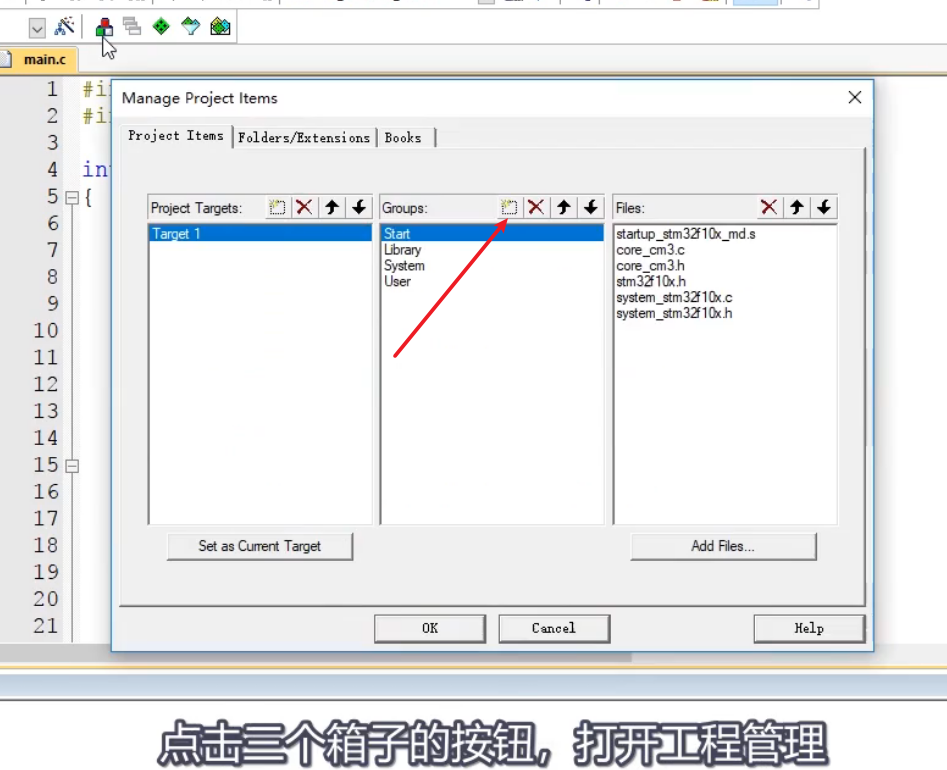 main.c
Manage Project Items
Project Items Folders/Extensions Books
Project Targets: Groups: Files:
Target 1
Start
Library
System
User
startup_stm32f10x_md.s
core_cm3.c
core_cm3.h
stm32f10x.h
system_stm32f10x.c
system_stm32f10x.h
Set as Current Target
Add Files...
OK Cancel Help
1 #i
2 #i
3
4 in
5 {
6
7
8
9
10
11
12
13
14
15
16
17
18
19
20
21
点击三个箱子的按钮，打开工程管理